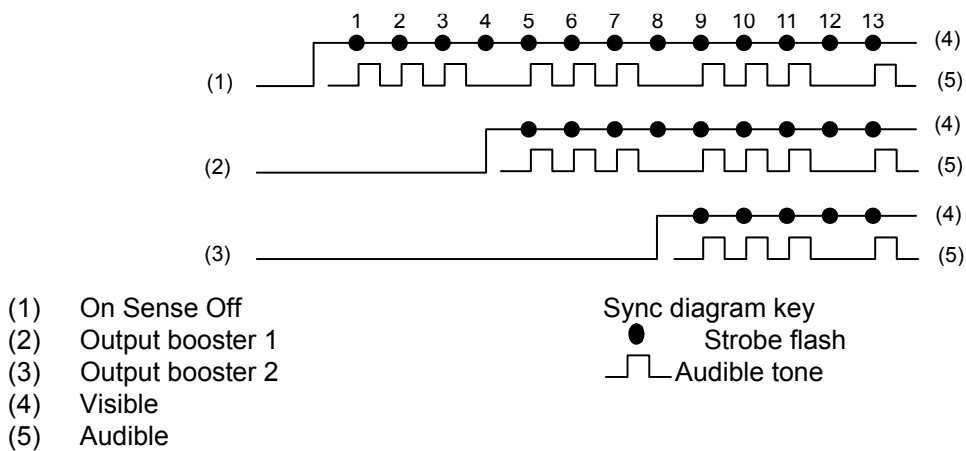 1 2 3 4 5 6 7 8 9 10 11 12 13
(4)
(1) (5)
(4)
(2) (5)
(4)
(3) (5)
(1) On Sense Off
(2) Output booster 1
(3) Output booster 2
(4) Visible
(5) Audible
Sync diagram key
Strobe flash
Audible tone